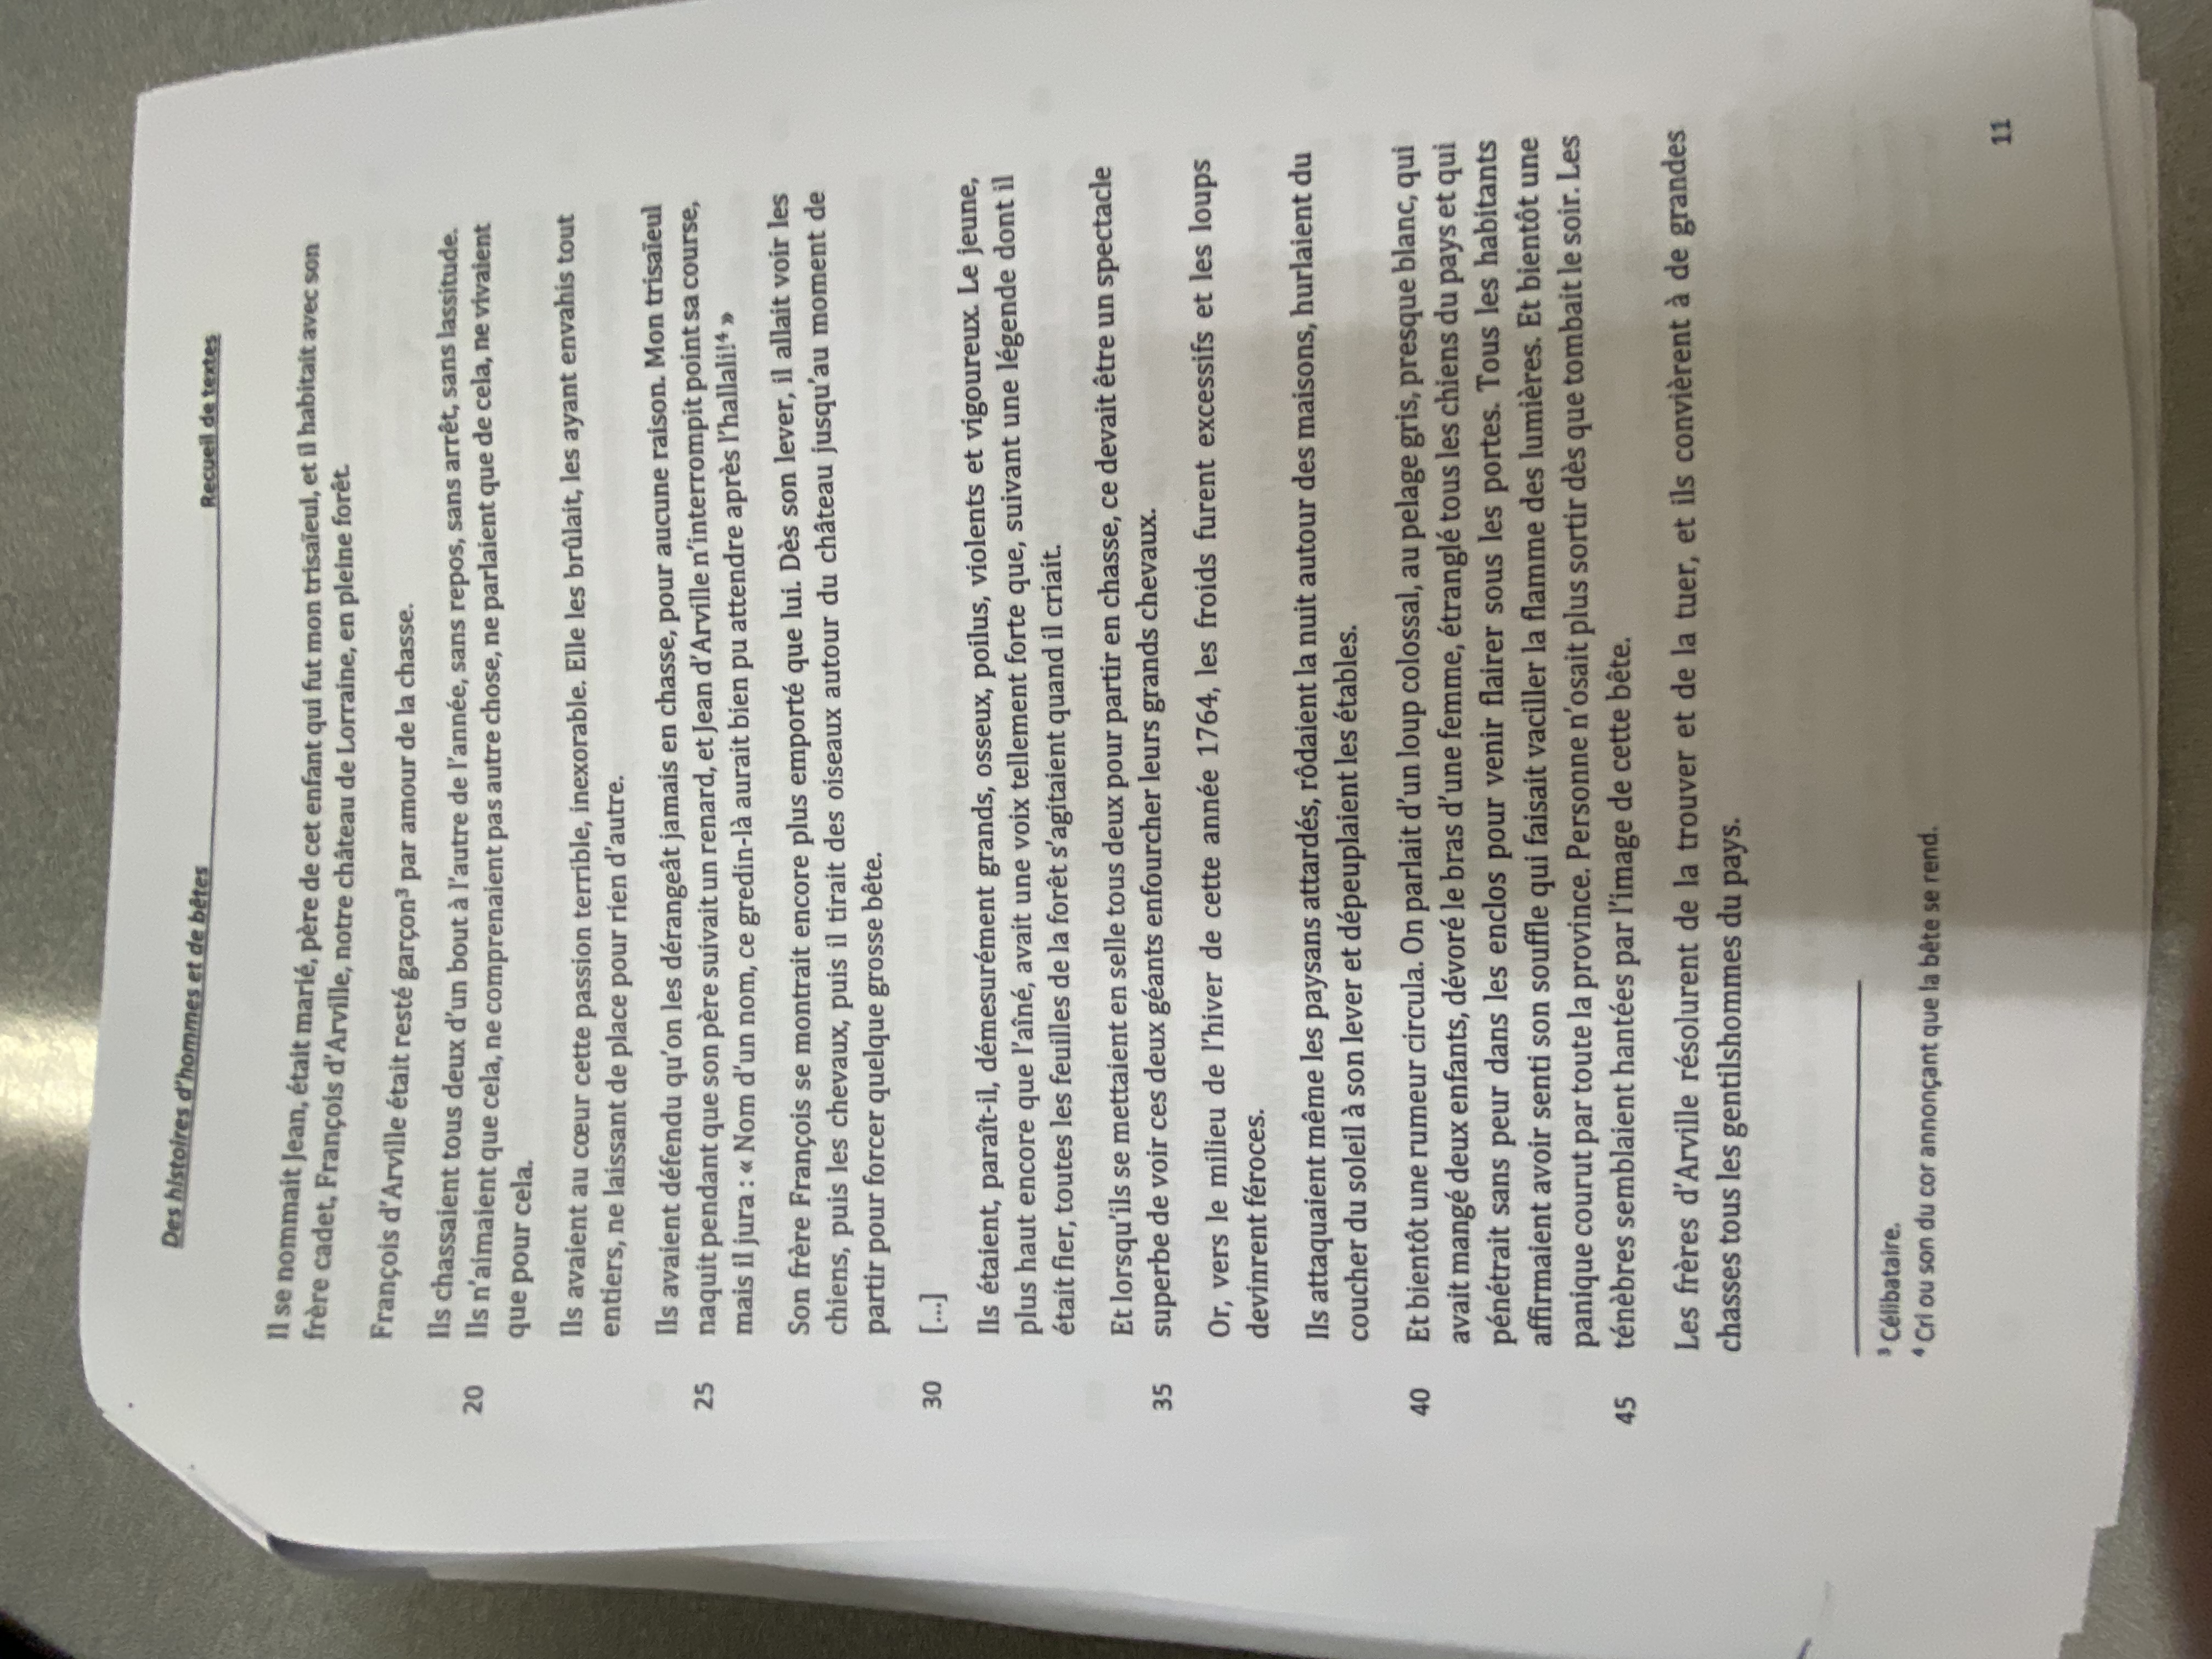 Des histoires d'hommes et de bêtes Recueil de textes
Il se nommait Jean, était marié, père de cet enfant qui fut mon trisaïeul, et il habitait avec son
frère cadet, François d'Arville, notre château de Lorraine, en pleine forêt.
François d'Arville était resté garçon³ par amour de la chasse.
Ils chassaient tous deux d'un bout à l'autre de l'année, sans repos, sans arrêt, sans lassitude.
20 Ils n'aimaient que cela, ne comprenaient pas autre chose, ne parlaient que de cela, ne vivaient
que pour cela.
Ils avaient au cœur cette passion terrible, inexorable. Elle les brûlait, les ayant envahis tout
entiers, ne laissant de place pour rien d'autre.
Ils avaient défendu qu'on les dérangeât jamais en chasse, pour aucune raison. Mon trisaïeul
25 naquit pendant que son père suivait un renard, et Jean d'Arville n'interrompit point sa course,
mais il jura : « Nom d'un nom, ce gredin-là aurait bien pu attendre après l'hallali!⁴ »
Son frère François se montrait encore plus emporté que lui. Dès son lever, il allait voir les
chiens, puis les chevaux, puis il tirait des oiseaux autour du château jusqu'au moment de
partir pour forcer quelque grosse bête.
30 [...]
Ils étaient, paraît-il, démesurément grands, osseux, poilus, violents et vigoureux. Le jeune,
plus haut encore que l'aîné, avait une voix tellement forte que, suivant une légende dont il
était fier, toutes les feuilles de la forêt s'agitaient quand il criait.
Et lorsqu'ils se mettaient en selle tous deux pour partir en chasse, ce devait être un spectacle
35 superbe de voir ces deux géants enfourcher leurs grands chevaux.
Or, vers le milieu de l'hiver de cette année 1764, les froids furent excessifs et les loups
devinrent féroces.
Ils attaquaient même les paysans attardés, rôdaient la nuit autour des maisons, hurlaient du
coucher du soleil à son lever et dépeuplaient les étables.
40 Et bientôt une rumeur circula. On parlait d'un loup colossal, au pelage gris, presque blanc, qui
avait mangé deux enfants, dévoré le bras d'une femme, étranglé tous les chiens du pays et qui
pénétrait sans peur dans les enclos pour venir flairer sous les portes. Tous les habitants
affirmaient avoir senti son souffle qui faisait vaciller la flamme des lumières. Et bientôt une
panique courut par toute la province. Personne n'osait plus sortir dès que tombait le soir. Les
45 ténèbres semblaient hantées par l'image de cette bête.
Les frères d'Arville résolurent de la trouver et de la tuer, et ils convièrent à de grandes
chasses tous les gentilshommes du pays.
³ Célibataire.
⁴ Cri ou son du cor annonçant que la bête se rend.
11